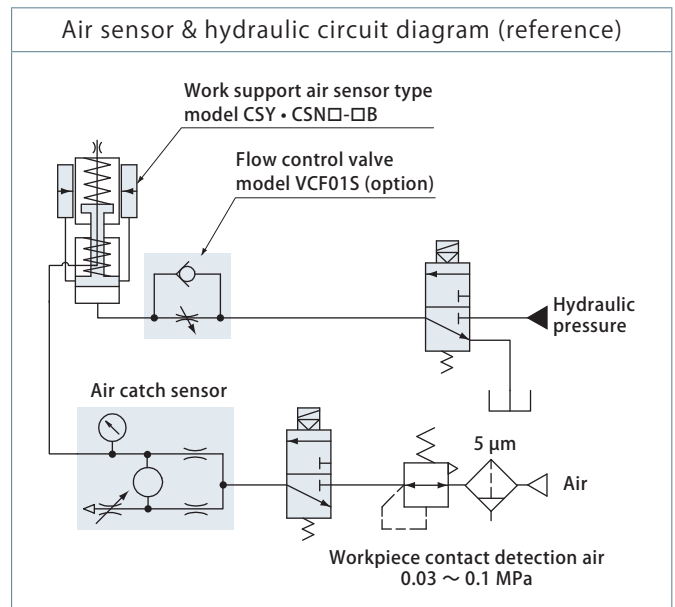 Air sensor & hydraulic circuit diagram (reference)
Work support air sensor type
model CSY • CSN□-□B
Flow control valve
model VCF01S (option)
Hydraulic
pressure
Air catch sensor
5 μm
Air
Workpiece contact detection air
0.03 ～ 0.1 MPa